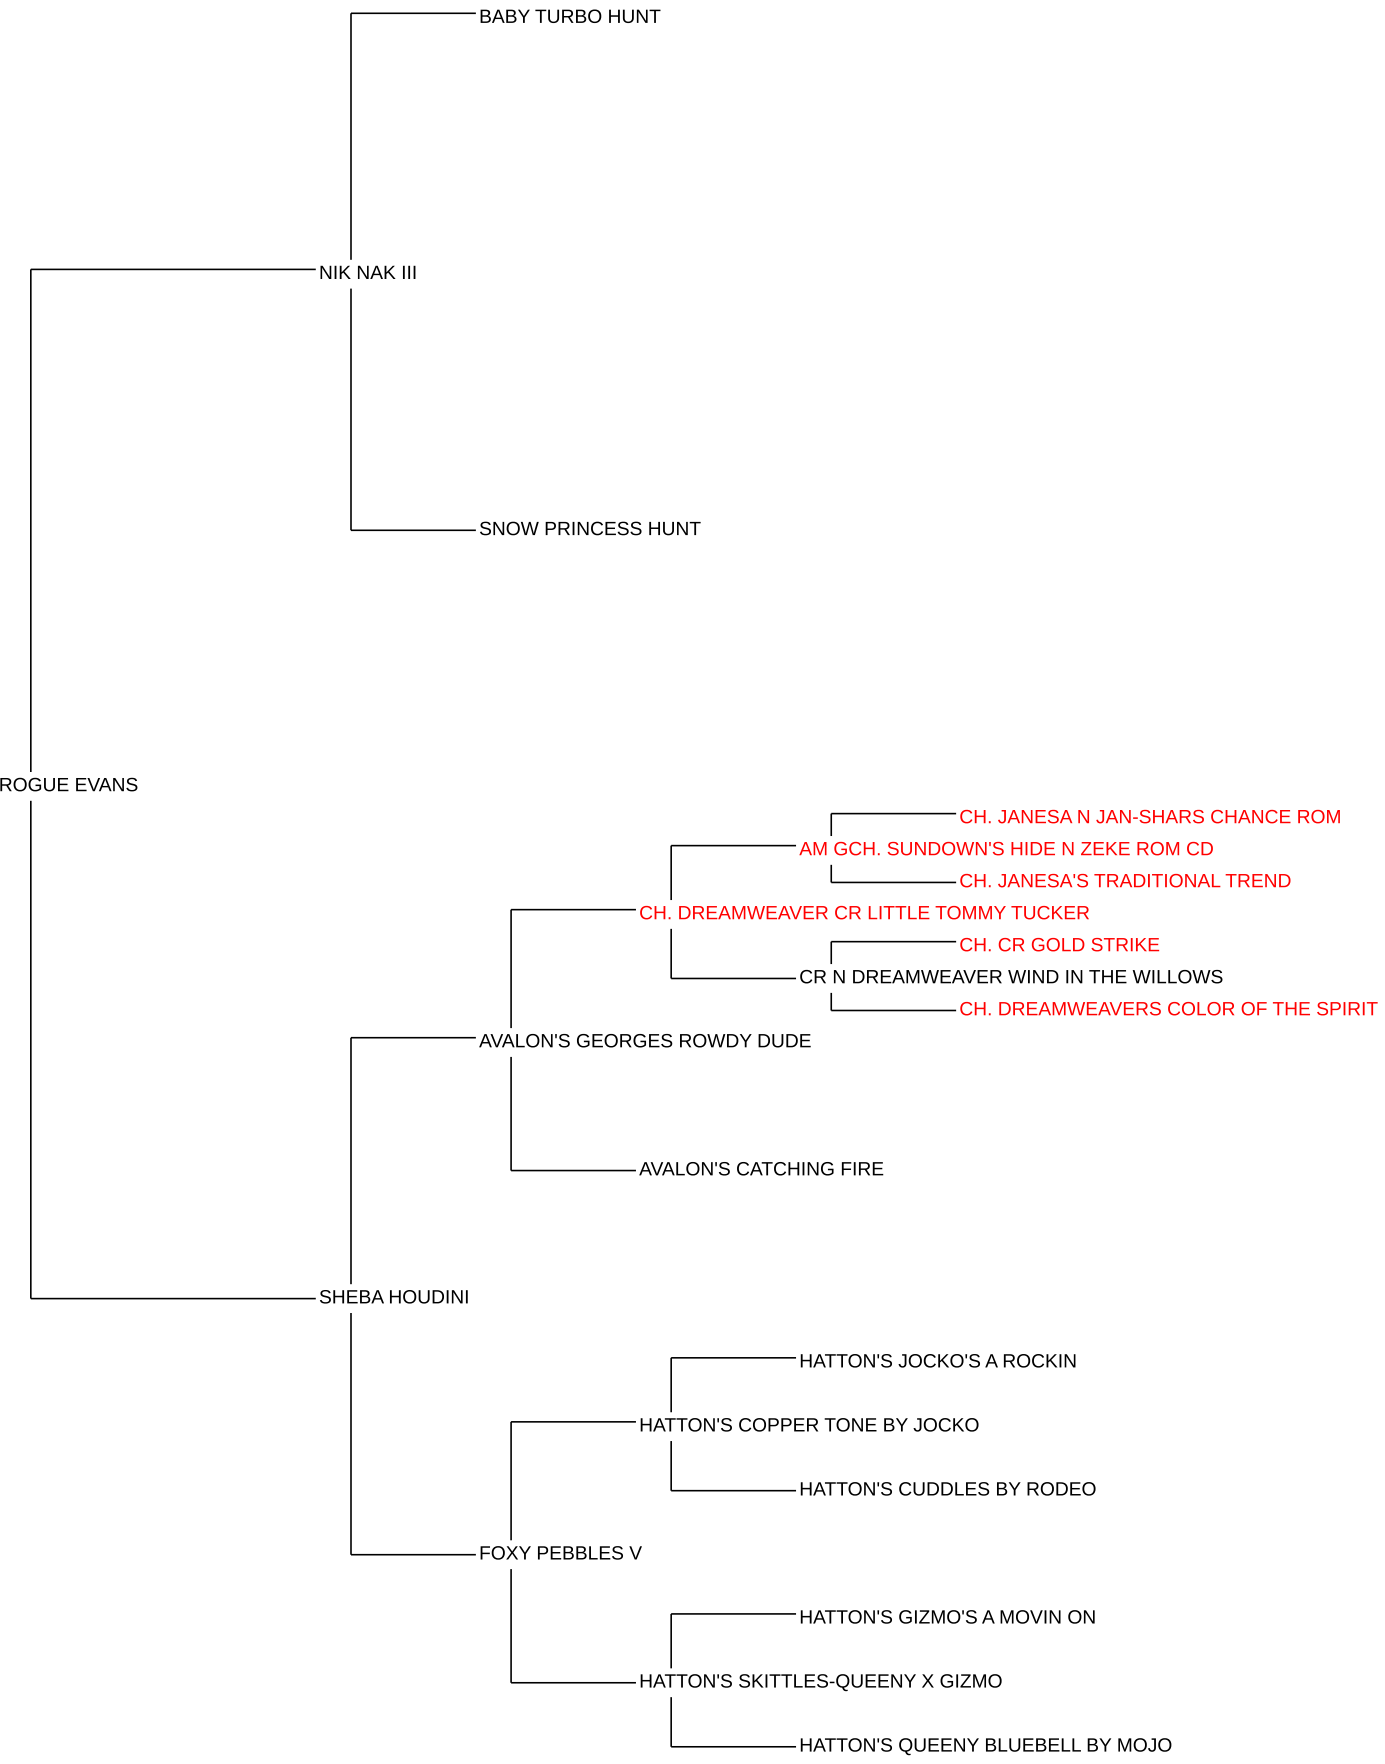 BABY TURBO HUNT
NIK NAK III
SNOW PRINCESS HUNT
ROGUE EVANS
CH. JANESA N JAN-SHARS CHANCE ROM
AM GCH. SUNDOWN'S HIDE N ZEKE ROM CD
CH. JANESA'S TRADITIONAL TREND
CH. DREAMWEAVER CR LITTLE TOMMY TUCKER
CH. CR GOLD STRIKE
CR N DREAMWEAVER WIND IN THE WILLOWS
CH. DREAMWEAVERS COLOR OF THE SPIRIT
AVALON'S GEORGES ROWDY DUDE
AVALON'S CATCHING FIRE
SHEBA HOUDINI
HATTON'S JOCKO'S A ROCKIN
HATTON'S COPPER TONE BY JOCKO
HATTON'S CUDDLES BY RODEO
FOXY PEBBLES V
HATTON'S GIZMO'S A MOVIN ON
HATTON'S SKITTLES-QUEENY X GIZMO
HATTON'S QUEENY BLUEBELL BY MOJO